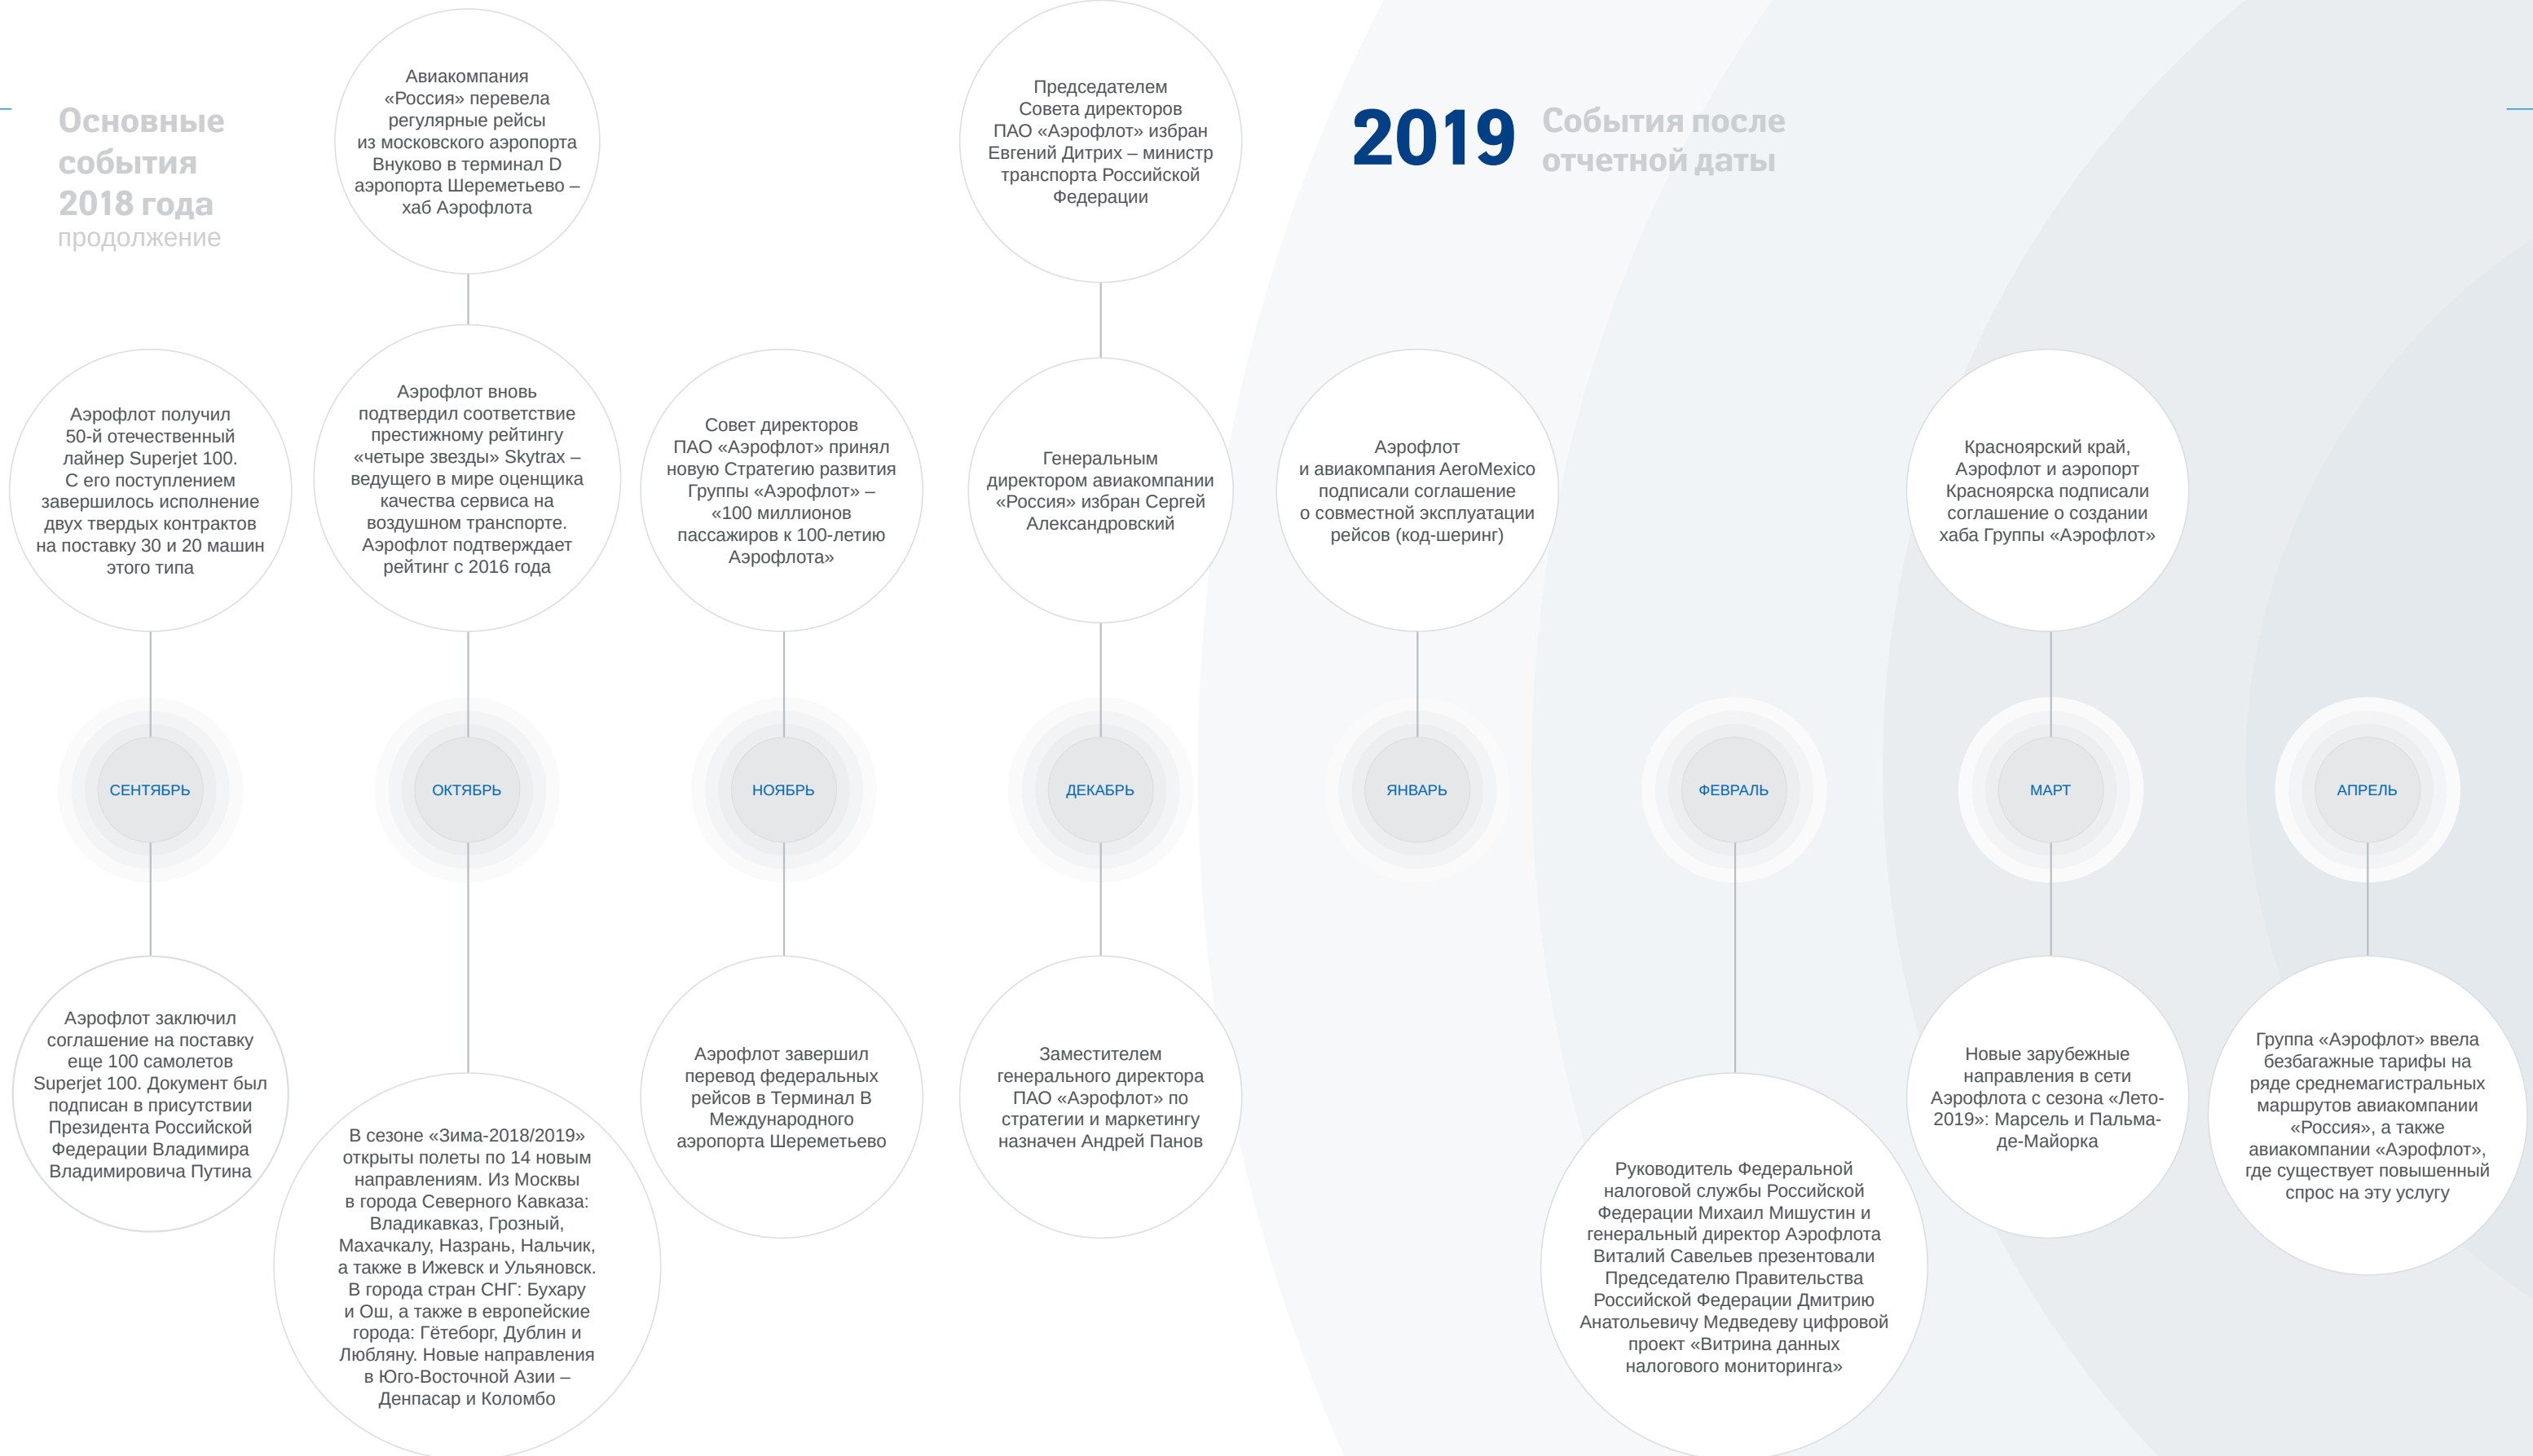 Основные
события
2018 года
продолжение
Авиакомпания
«Россия» перевела
регулярные рейсы
из московского аэропорта
Внуково в терминал D
аэропорта Шереметьево –
хаб Аэрофлота
Председателем
Совета директоров
ПАО «Аэрофлот» избран
Евгений Дитрих – министр
транспорта Российской
Федерации
2019
События после
отчетной даты
Аэрофлот получил
50-й отечественный
лайнер Superjet 100.
С его поступлением
завершилось исполнение
двух твердых контрактов
на поставку 30 и 20 машин
этого типа
Аэрофлот вновь
подтвердил соответствие
престижному рейтингу
«четыре звезды» Skytrax –
ведущего в мире оценщика
качества сервиса на
воздушном транспорте.
Аэрофлот подтверждает
рейтинг с 2016 года
Совет директоров
ПАО «Аэрофлот» принял
новую Стратегию развития
Группы «Аэрофлот» –
«100 миллионов
пассажиров к 100-летию
Аэрофлота»
Генеральным
директором авиакомпании
«Россия» избран Сергей
Александровский
Аэрофлот
и авиакомпания AeroMexico
подписали соглашение
о совместной эксплуатации
рейсов (код-шеринг)
Красноярский край,
Аэрофлот и аэропорт
Красноярска подписали
соглашение о создании
хаба Группы «Аэрофлот»
СЕНТЯБРЬ
ОКТЯБРЬ
НОЯБРЬ
ДЕКАБРЬ
ЯНВАРЬ
ФЕВРАЛЬ
МАРТ
АПРЕЛЬ
Аэрофлот заключил
соглашение на поставку
еще 100 самолетов
Superjet 100. Документ был
подписан в присутствии
Президента Российской
Федерации Владимира
Владимировича Путина
В сезоне «Зима-2018/2019»
открыты полеты по 14 новым
направлениям. Из Москвы
в города Северного Кавказа:
Владикавказ, Грозный,
Махачкалу, Назрань, Нальчик,
а также в Ижевск и Ульяновск.
В города стран СНГ: Бухару
и Ош, а также в европейские
города: Гётеборг, Дублин и
Любляну. Новые направления
в Юго-Восточной Азии –
Денпасар и Коломбо
Аэрофлот завершил
перевод федеральных
рейсов в Терминал B
Международного
аэропорта Шереметьево
Заместителем
генерального директора
ПАО «Аэрофлот» по
стратегии и маркетингу
назначен Андрей Панов
Руководитель Федеральной
налоговой службы Российской
Федерации Михаил Мишустин и
генеральный директор Аэрофлота
Виталий Савельев презентовали
Председателю Правительства
Российской Федерации Дмитрию
Анатольевичу Медведеву цифровой
проект «Витрина данных
налогового мониторинга»
Новые зарубежные
направления в сети
Аэрофлота с сезона «Лето-
2019»: Марсель и Пальма-
де-Майорка
Группа «Аэрофлот» ввела
безбагажные тарифы на
ряде среднемагистральных
маршрутов авиакомпании
«Россия», а также
авиакомпании «Аэрофлот»,
где существует повышенный
спрос на эту услугу